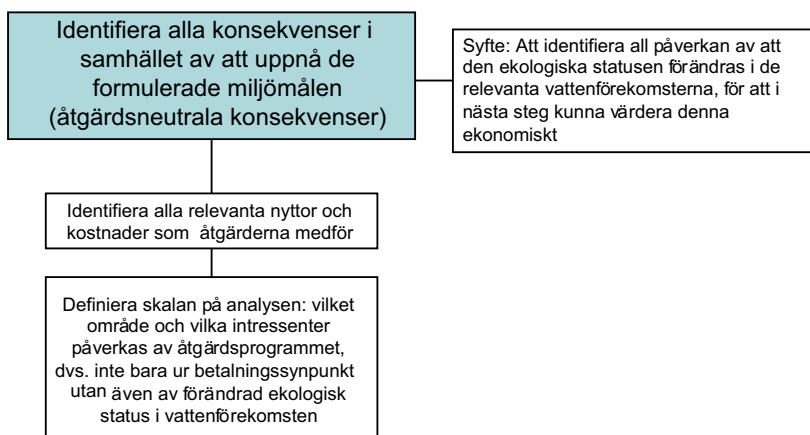 Identifiera alla konsekvenser i
samhället av att uppnå de
formulerade miljömålen
(åtgärdsneutrala konsekvenser)
Syfte: Att identifiera all påverkan av att
den ekologiska statusen förändras i de
relevanta vattenförekomsterna, för att i
nästa steg kunna värdera denna
ekonomiskt
Identifiera alla relevanta nyttor och
kostnader som åtgärderna medför
Definiera skalan på analysen: vilket
område och vilka intressenter
påverkas av åtgärdsprogrammet,
dvs. inte bara ur betalningssynpunkt
utan även av förändrad ekologisk
status i vattenförekomsten